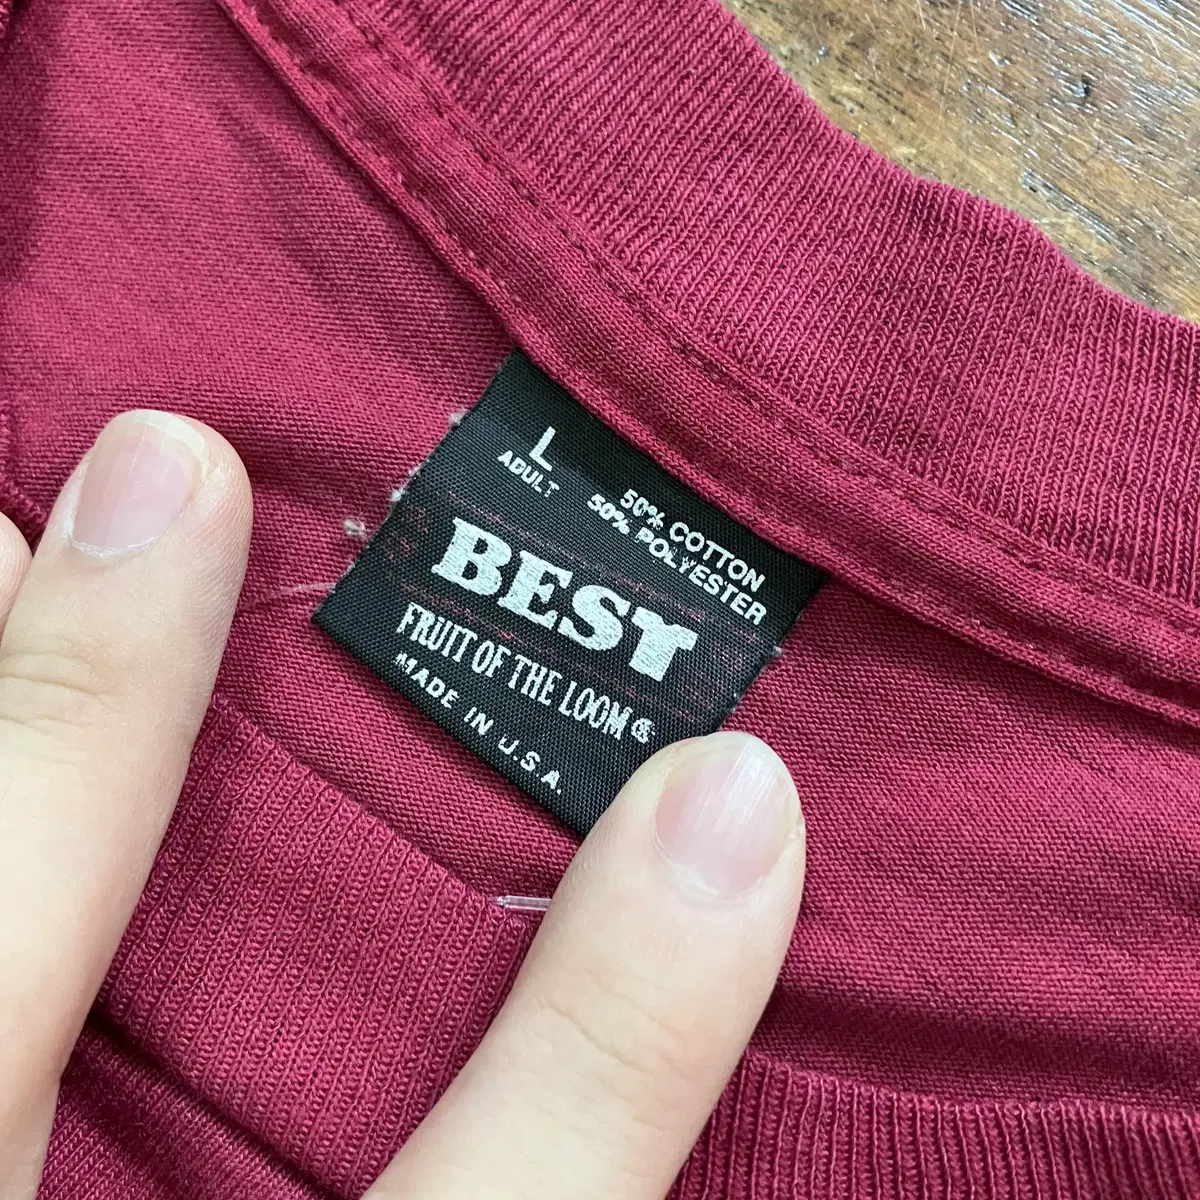 L
ADULT
50% COTTON
50% POLYESTER
BEST
FRUIT OF THE LOOM ®
MADE IN U.S.A.